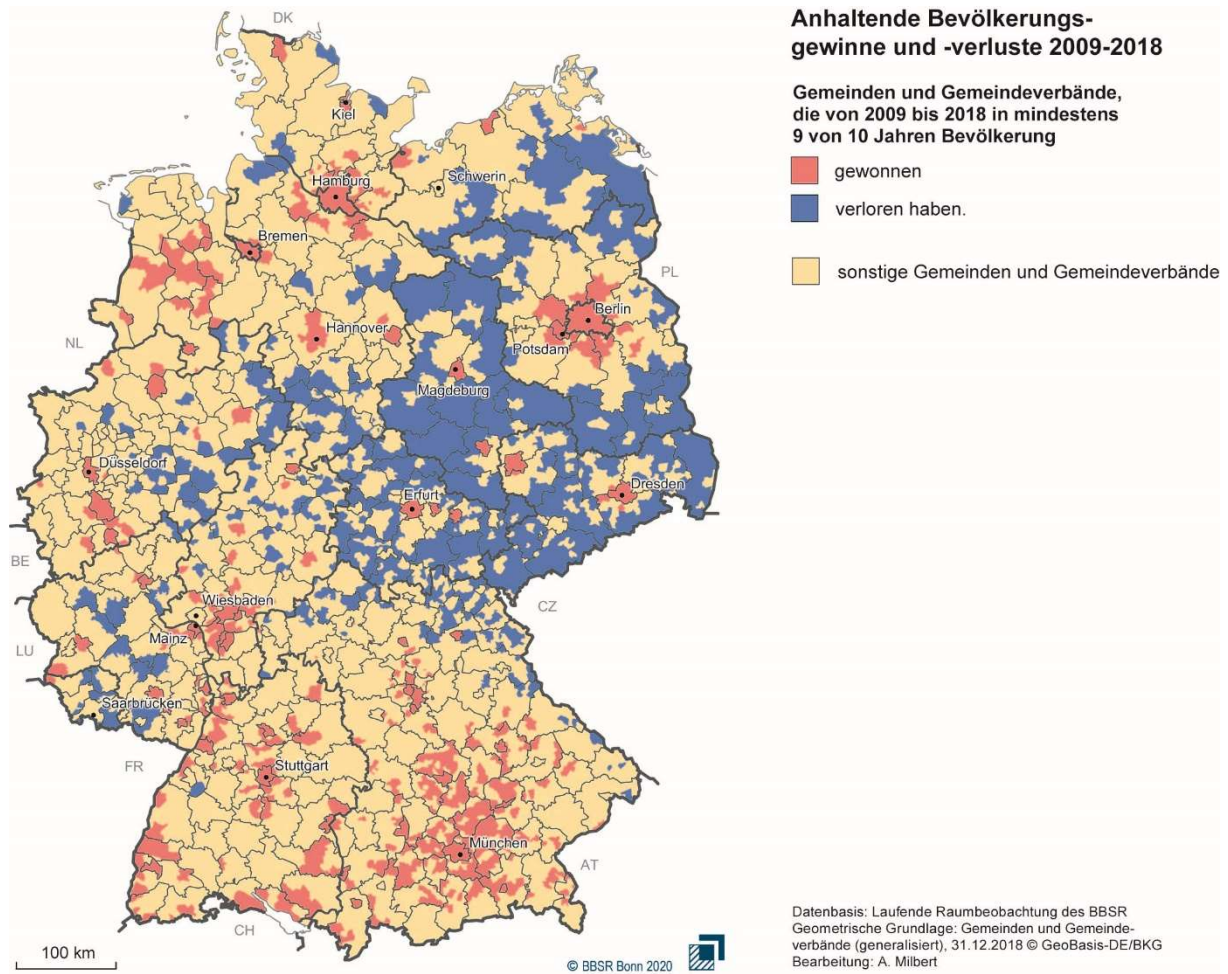 Anhaltende Bevölkerungs-
gewinne und -verluste 2009-2018
Gemeinden und Gemeindeverbände,
die von 2009 bis 2018 in mindestens
9 von 10 Jahren Bevölkerung
gewonnen
verloren haben.
sonstige Gemeinden und Gemeindeverbände
DK
Kiel
Schwerin
Hamburg
Bremen
PL
Berlin
Hannover
Potsdam
NL
Magdeburg
Düsseldorf
Dresden
Erfurt
BE
Wiesbaden
CZ
Mainz
LU
Saarbrücken
FR
Stuttgart
München
AT
CH
100 km
© BBSR Bonn 2020
Datenbasis: Laufende Raumbeobachtung des BBSR
Geometrische Grundlage: Gemeinden und Gemeinde-
verbände (generalisiert), 31.12.2018 © GeoBasis-DE/BKG
Bearbeitung: A. Milbert